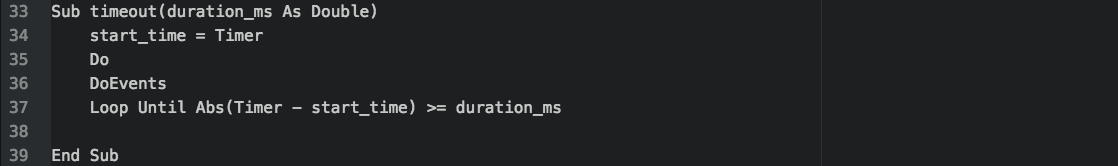 33 Sub timeout(duration_ms As Double)
34     start_time = Timer
35     Do
36     DoEvents
37     Loop Until Abs(Timer - start_time) >= duration_ms
38
39 End Sub